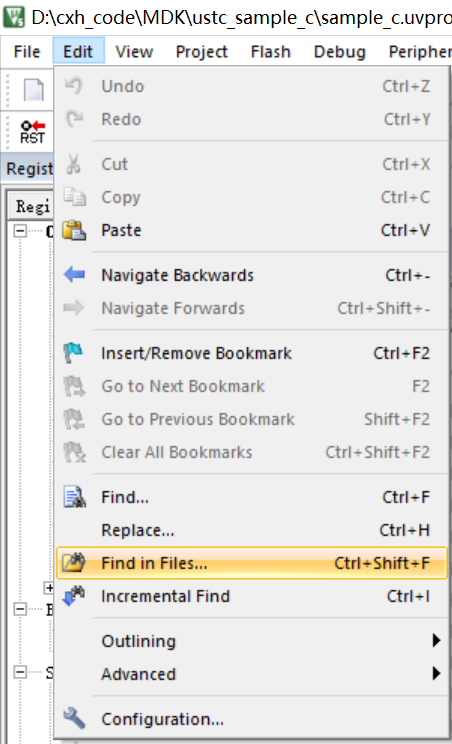 D:\cxh_code\MDK\ustc_sample_c\sample_c.uvpro
File Edit View Project Flash Debug Peripher
RST
Regist
Regi
Undo Ctrl+Z
Redo Ctrl+Y
Cut Ctrl+X
Copy Ctrl+C
Paste Ctrl+V
Navigate Backwards Ctrl+-
Navigate Forwards Ctrl+Shift+-
Insert/Remove Bookmark Ctrl+F2
Go to Next Bookmark F2
Go to Previous Bookmark Shift+F2
Clear All Bookmarks Ctrl+Shift+F2
Find... Ctrl+F
Replace... Ctrl+H
Find in Files... Ctrl+Shift+F
Incremental Find Ctrl+I
Outlining
Advanced
Configuration...